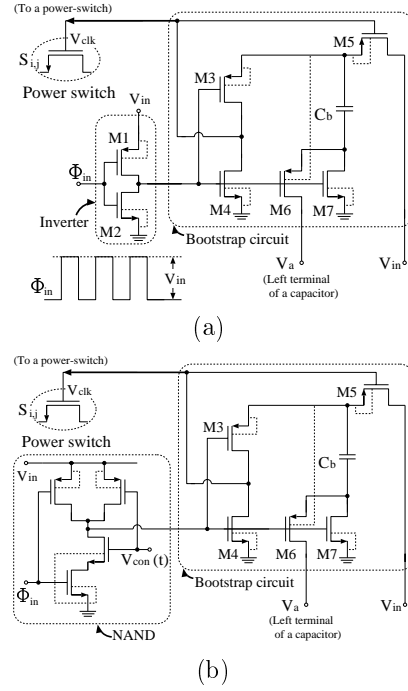 (To a power-switch)
V_clk
S_i,j
Power switch
V_in
M1
Φ_in
Inverter
M2
M3
M5
C_b
M4
M6
M7
Bootstrap circuit
V_a
V_in
(Left terminal
of a capacitor)
Φ_in
V_in
(a)
(To a power-switch)
V_clk
S_i,j
Power switch
V_in
M3
M5
C_b
V_con (t)
Φ_in
M4
M6
M7
Bootstrap circuit
NAND
V_a
V_in
(Left terminal
of a capacitor)
(b)